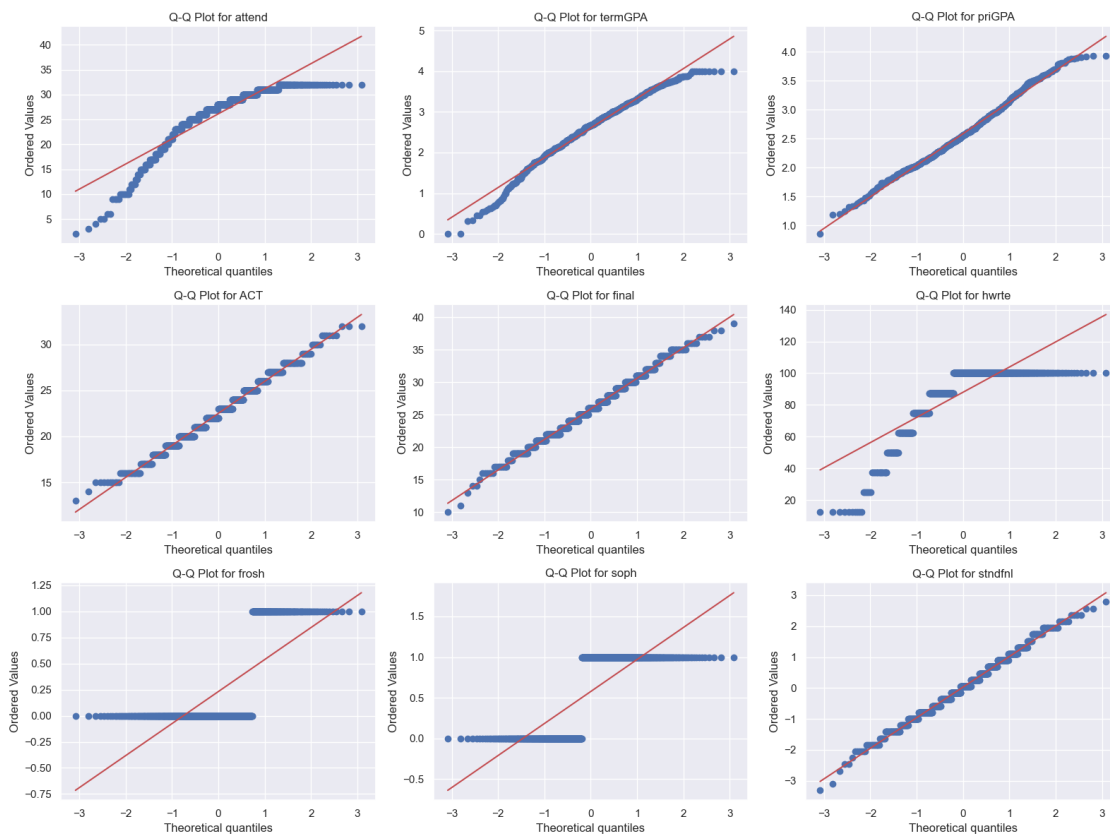 Q-Q Plot for attend
Q-Q Plot for termGPA
Q-Q Plot for priGPA
Ordered Values
40
35
30
25
20
15
10
5
−3 −2 −1 0 1 2 3
Theoretical quantiles
Ordered Values
5
4
3
2
1
0
−3 −2 −1 0 1 2 3
Theoretical quantiles
Ordered Values
4.0
3.5
3.0
2.5
2.0
1.5
1.0
−3 −2 −1 0 1 2 3
Theoretical quantiles
Q-Q Plot for ACT
Q-Q Plot for final
Q-Q Plot for hwrte
Ordered Values
30
25
20
15
−3 −2 −1 0 1 2 3
Theoretical quantiles
Ordered Values
40
35
30
25
20
15
10
−3 −2 −1 0 1 2 3
Theoretical quantiles
Ordered Values
140
120
100
80
60
40
20
−3 −2 −1 0 1 2 3
Theoretical quantiles
Q-Q Plot for frosh
Q-Q Plot for soph
Q-Q Plot for stndfnl
Ordered Values
1.25
1.00
0.75
0.50
0.25
0.00
−0.25
−0.50
−0.75
−3 −2 −1 0 1 2 3
Theoretical quantiles
Ordered Values
1.5
1.0
0.5
0.0
−0.5
−3 −2 −1 0 1 2 3
Theoretical quantiles
Ordered Values
3
2
1
0
−1
−2
−3
−3 −2 −1 0 1 2 3
Theoretical quantiles